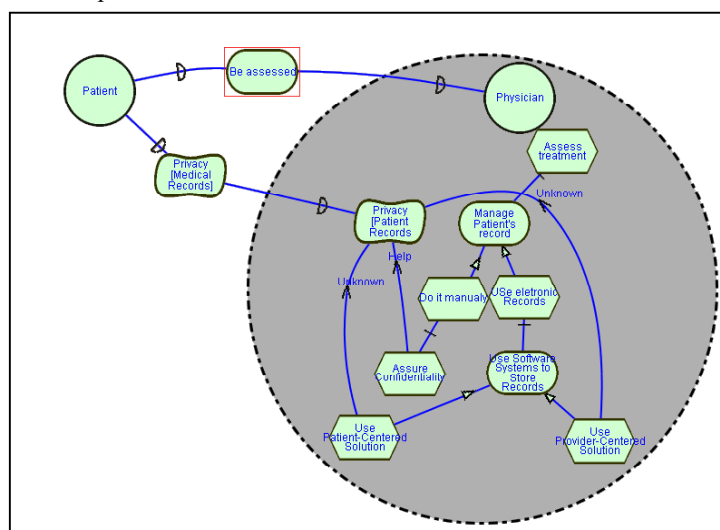 Be assessed
Patient
Physician
Assess
treatment
Privacy
[Medical
Records]
Unknown
Privacy
[Patient
Records
Manage
Patient's
record
Help
Unknown
Do it manualy
USe eletronic
Records
Assure
Confidentiality
Use Software
Systems to
Store
Records
Use
Patient-Centered
Solution
Use
Provider-Centered
Solution